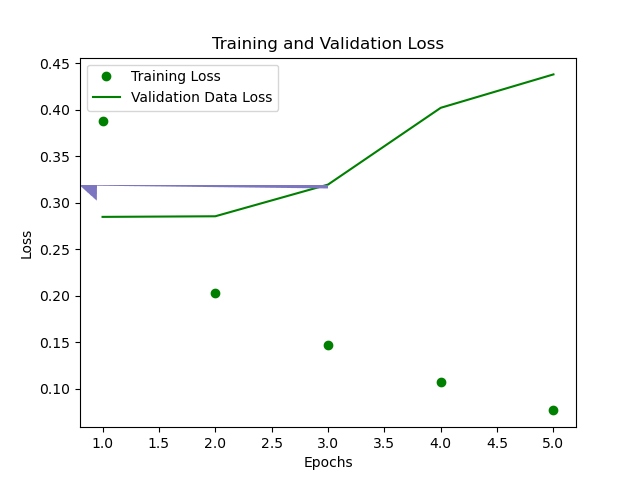 Training and Validation Loss
Training Loss
Validation Data Loss
0.45
0.40
0.35
0.30
0.25
0.20
0.15
0.10
Loss
1.0 1.5 2.0 2.5 3.0 3.5 4.0 4.5 5.0
Epochs